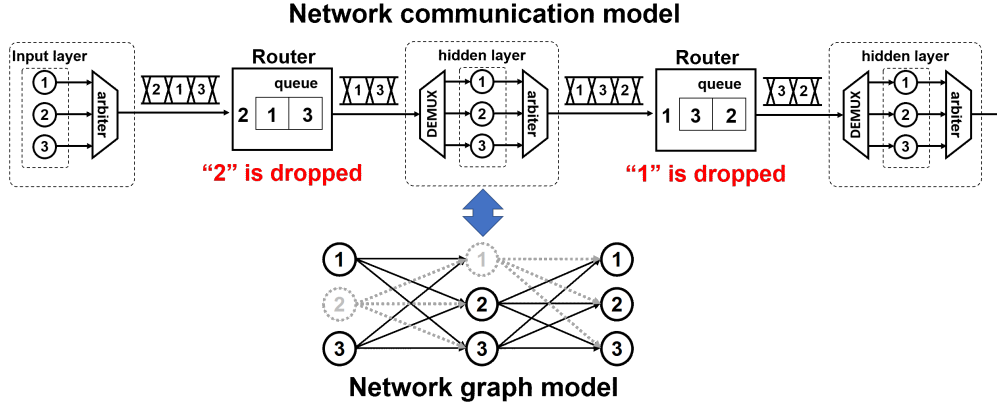 Network communication model
Input layer
1
2
3
arbiter
2 1 3
Router
queue
2 1 3
"2" is dropped
1 3
hidden layer
DEMUX
1
2
3
arbiter
1 3 2
Router
queue
1 3 2
"1" is dropped
3 2
hidden layer
DEMUX
1
2
3
arbiter
1 1 1
2 2 2
3 3 3
Network graph model